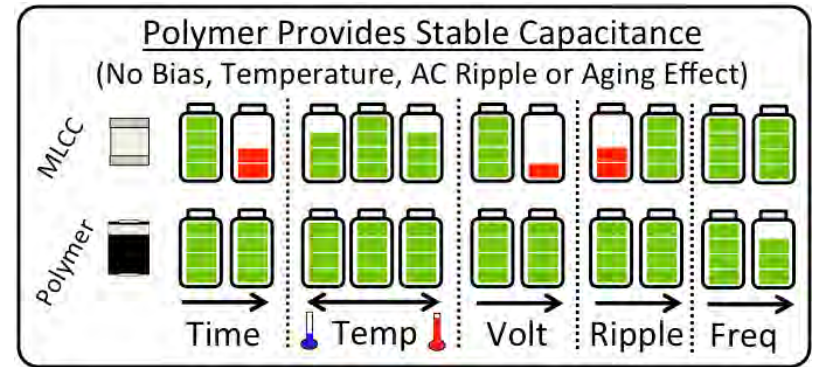 Polymer Provides Stable Capacitance
(No Bias, Temperature, AC Ripple or Aging Effect)
MLCC
Polymer
Time Temp Volt Ripple Freq